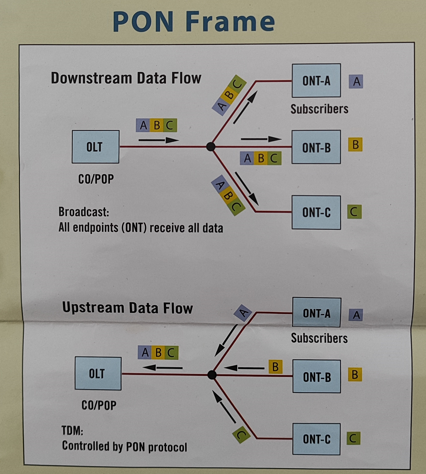 PON Frame
Downstream Data Flow
A B C
ONT-A A
Subscribers
A B C
OLT
ONT-B B
A B C
CO/POP
A B C
ONT-C C
Broadcast:
All endpoints (ONT) receive all data
Upstream Data Flow
A
ONT-A A
Subscribers
A B C
B
OLT
ONT-B B
CO/POP
C
TDM:
ONT-C C
Controlled by PON protocol